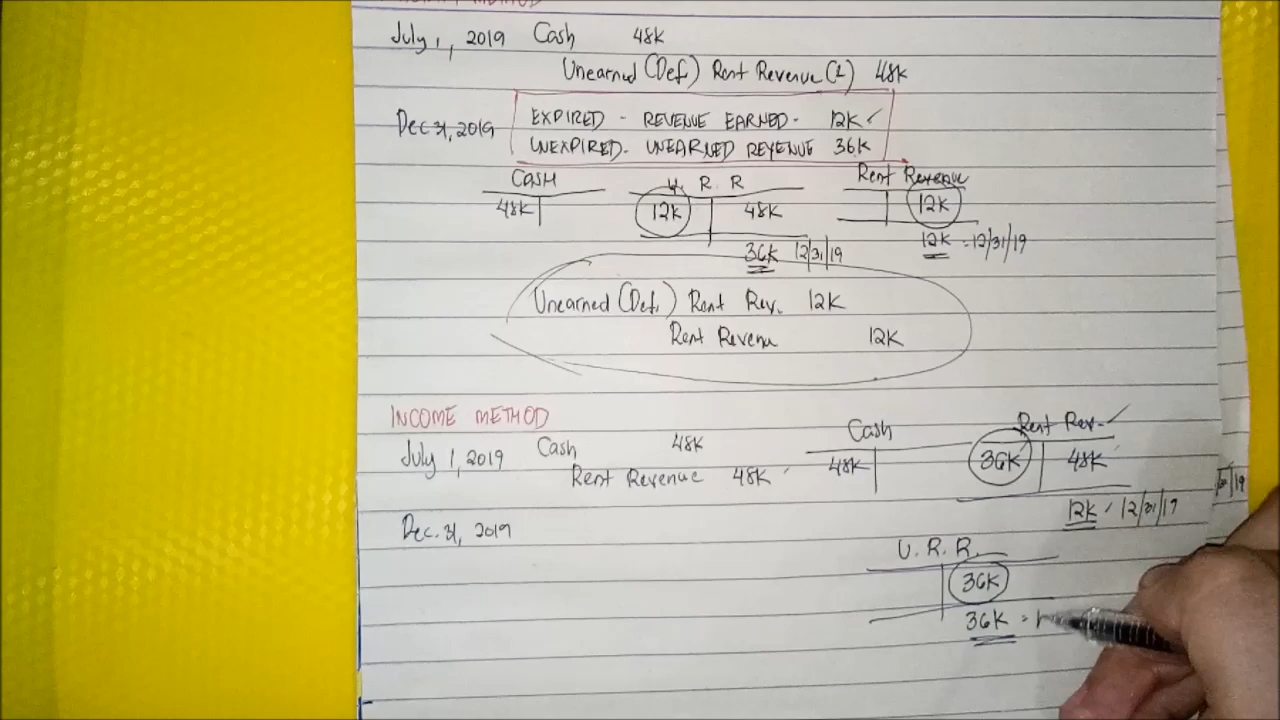 July 1, 2019 Cash 48K
Unearned (Def.) Rent Revenue (L) 48K
Dec 31, 2019
EXPIRED - REVENUE EARNED - 12K ✓
UNEXPIRED - UNEARNED REVENUE 36K
CASH U. R. R Rent Revenue
48K 12K 48K 12K
36K 12/31/19 12K - 12/31/19
Unearned (Def.) Rent Rev. 12K
Rent Revenu 12K
INCOME METHOD
July 1, 2019 Cash 48K
Rent Revenue 48K
Cash Rent Rev. ✓
48K 36K 48K
12K 12/31/19
Dec. 31, 2019
U. R. R.
36K
36K =